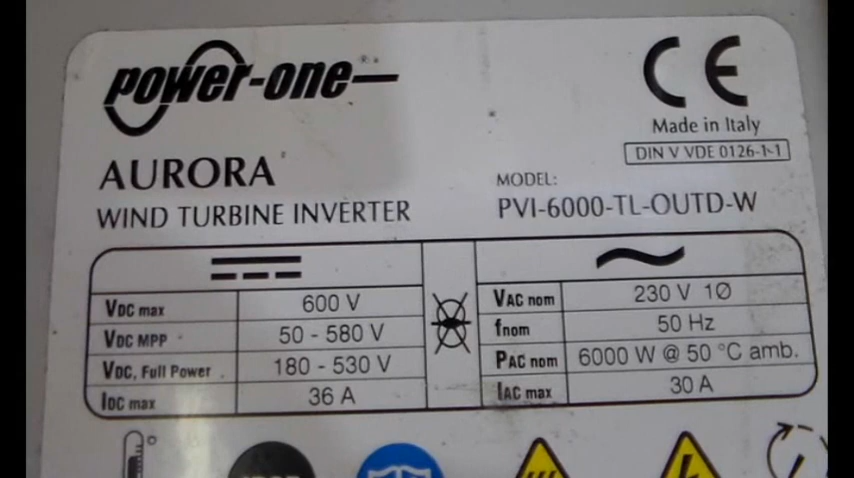 power-one
CE
Made in Italy
DIN V VDE 0126-1-1
AURORA
WIND TURBINE INVERTER
MODEL:
PVI-6000-TL-OUTD-W
VDC max 600 V
VDC MPP 50 - 580 V
VDC, Full Power 180 - 530 V
IDC max 36 A
VAC nom 230 V 1Ø
fnom 50 Hz
PAC nom 6000 W @ 50 °C amb.
IAC max 30 A